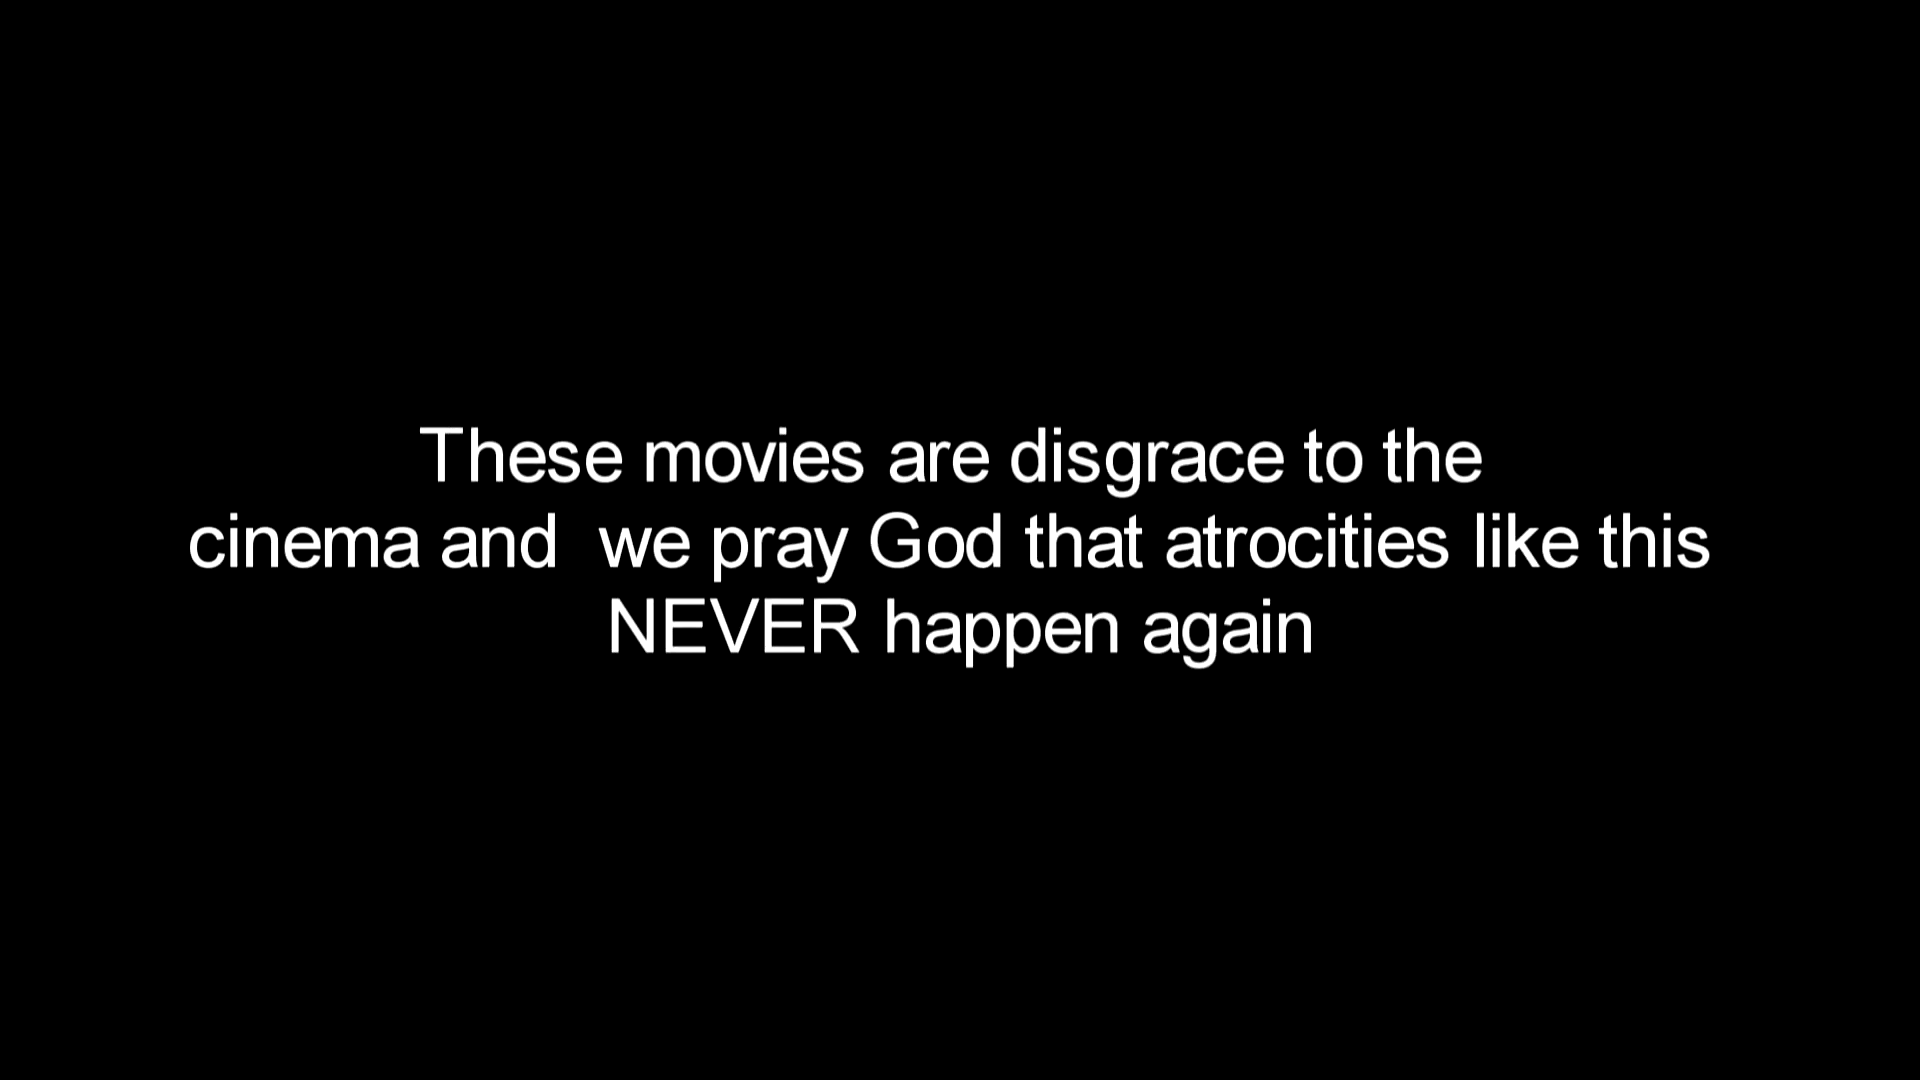 These movies are disgrace to the
cinema and  we pray God that atrocities like this
NEVER happen again